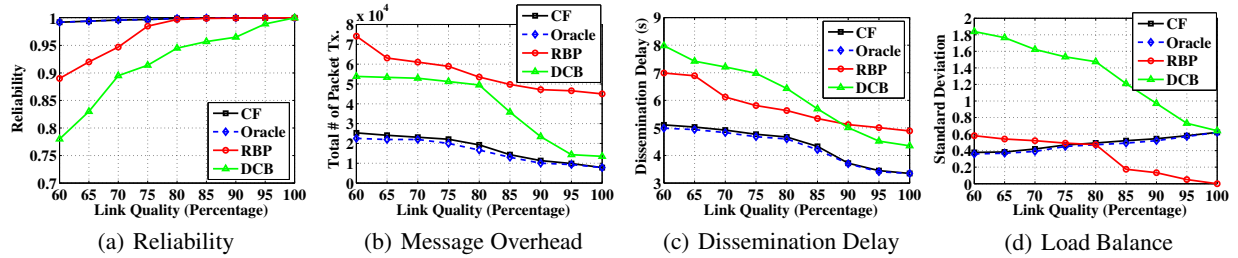 1
0.95
0.9
0.85
0.8
0.75
0.7
Reliability
60 65 70 75 80 85 90 95 100
Link Quality (Percentage)
CF
Oracle
RBP
DCB
(a) Reliability
x 10^4
8
7
6
5
4
3
2
1
0
Total # of Packet Tx.
60 65 70 75 80 85 90 95 100
Link Quality (Percentage)
CF
Oracle
RBP
DCB
(b) Message Overhead
9
8
7
6
5
4
3
Dissemination Delay (s)
60 65 70 75 80 85 90 95 100
Link Quality (Percentage)
CF
Oracle
RBP
DCB
(c) Dissemination Delay
2
1.8
1.6
1.4
1.2
1
0.8
0.6
0.4
0.2
0
Standard Deviation
60 65 70 75 80 85 90 95 100
Link Quality (Percentage)
CF
Oracle
RBP
DCB
(d) Load Balance